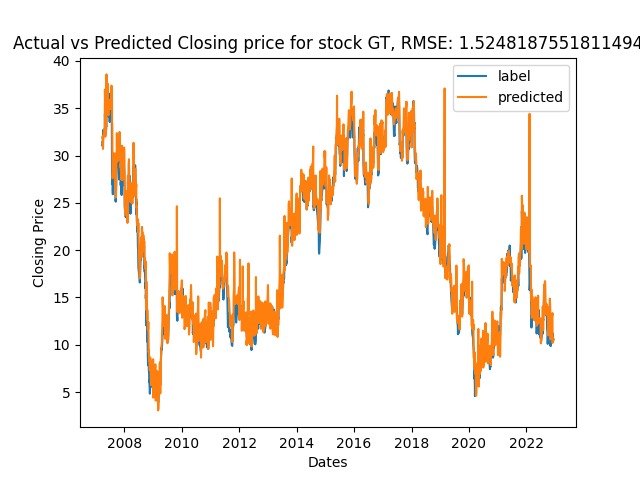 Actual vs Predicted Closing price for stock GT, RMSE: 1.5248187551811494
label
predicted
40
35
30
25
20
15
10
5
Closing Price
2008 2010 2012 2014 2016 2018 2020 2022
Dates